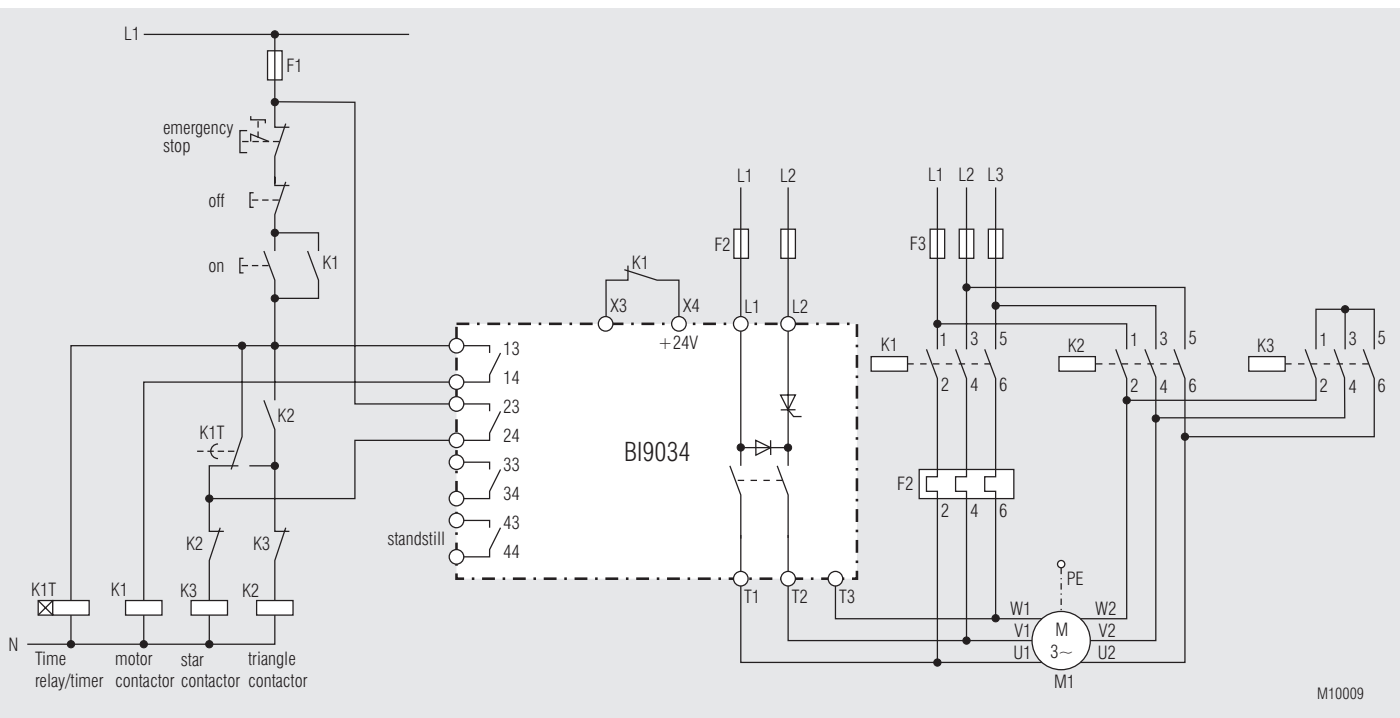 L1
F1
emergency
stop
off
on
K1
K1
X3
X4
+24V
L1
L2
F2
L1
L2
L1
L2
L3
F3
13
14
23
24
33
34
43
44
standstill
BI9034
T1
T2
T3
K1
1
3
5
2
4
6
K2
1
3
5
2
4
6
K3
1
3
5
2
4
6
F2
2
4
6
PE
W1
V1
U1
M
3~
W2
V2
U2
M1
K2
K1T
K2
K3
K1T
K1
K3
K2
N
Time
relay/timer
motor
contactor
star
contactor
triangle
contactor
M10009